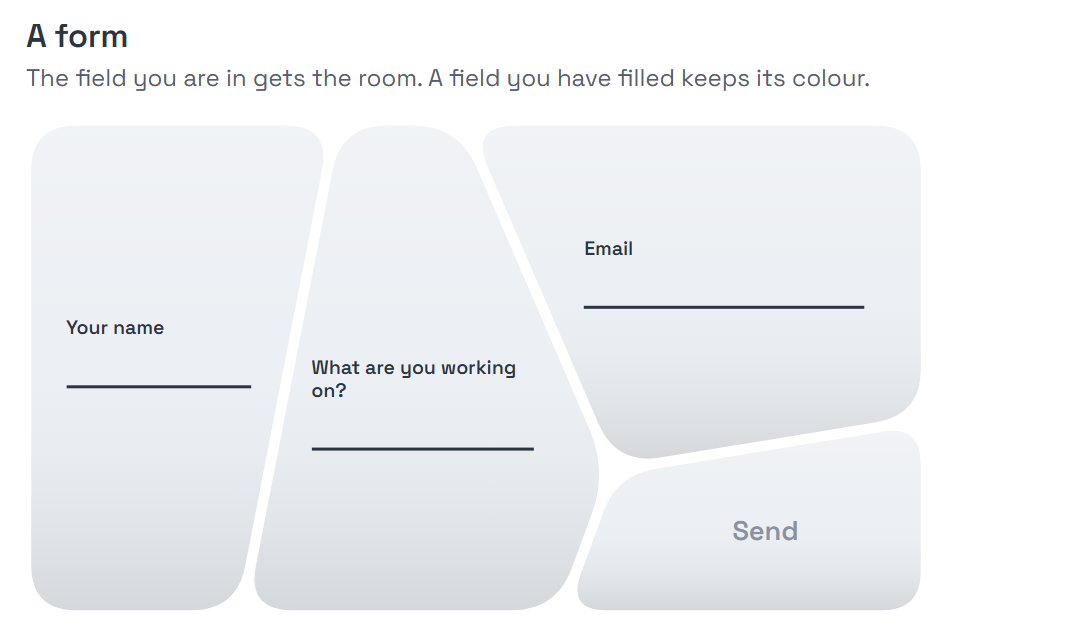 A form
The field you are in gets the room. A field you have filled keeps its colour.
Your name
What are you working
on?
Email
Send